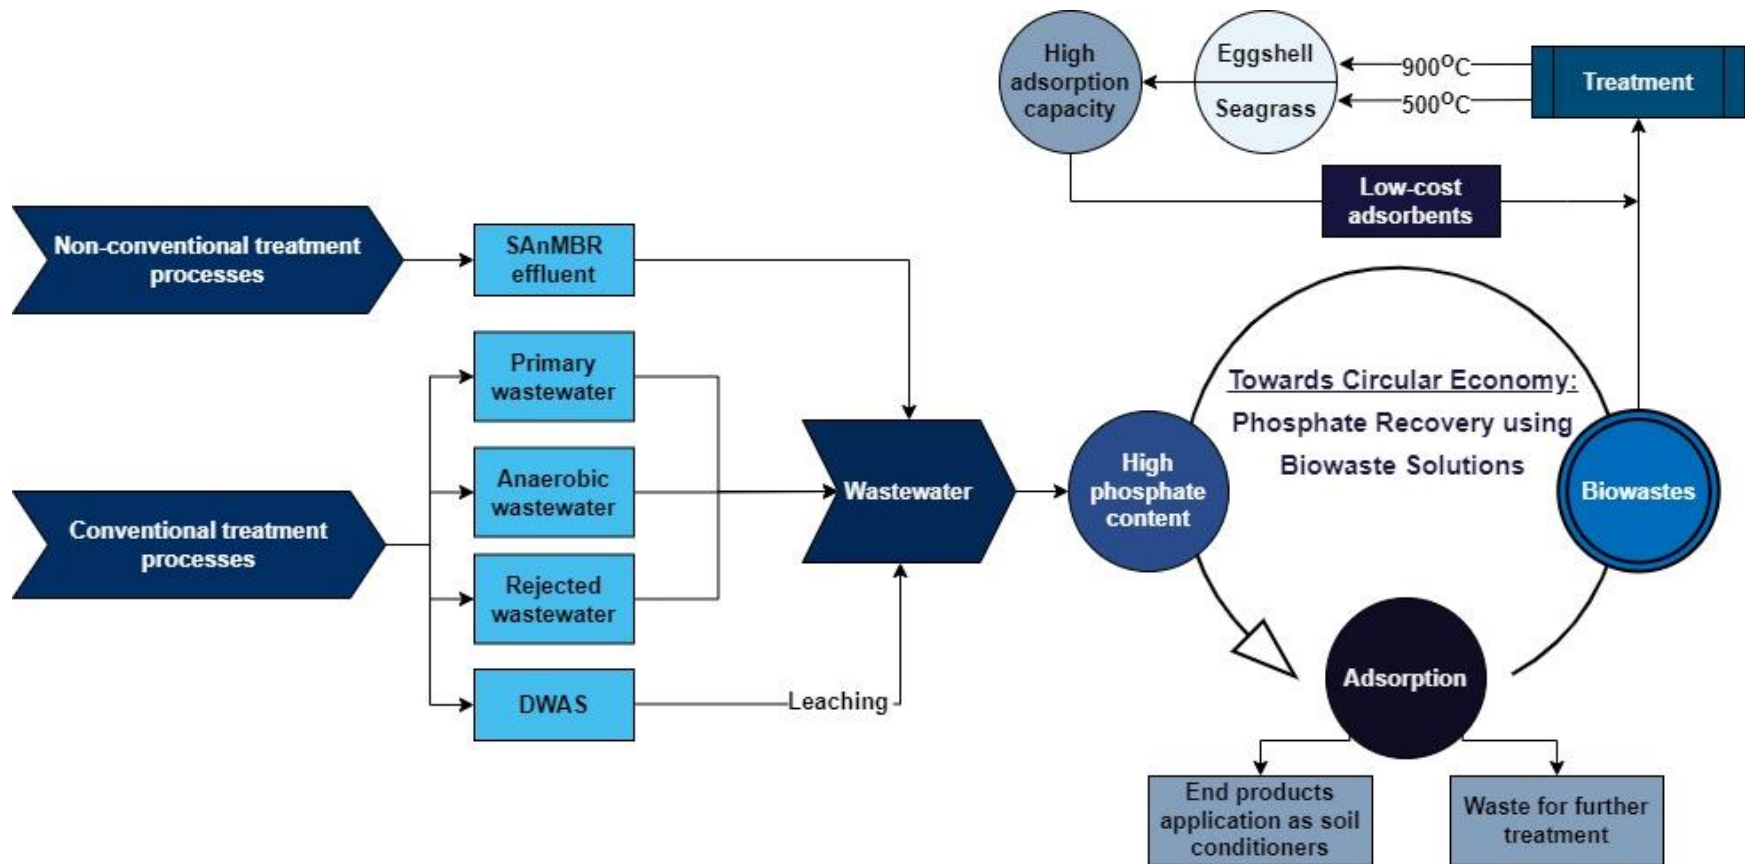 High
adsorption
capacity
Eggshell
Seagrass
900ᴼC
500ᴼC
Treatment
Low-cost
adsorbents
Non-conventional treatment
processes
SAnMBR
effluent
Primary
wastewater
Anaerobic
wastewater
Conventional treatment
processes
Rejected
wastewater
DWAS
Leaching
Wastewater
High
phosphate
content
Towards Circular Economy:
Phosphate Recovery using
Biowaste Solutions
Biowastes
Adsorption
End products
application as soil
conditioners
Waste for further
treatment